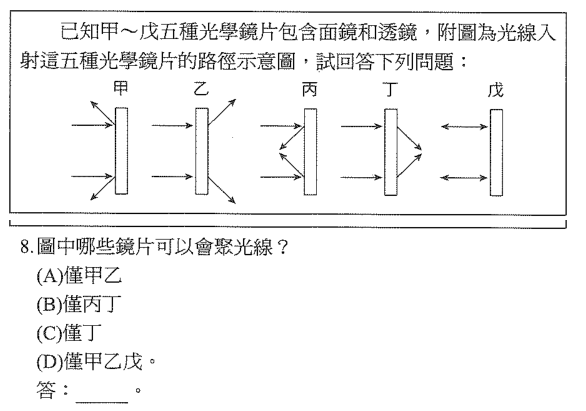 已知甲~戊五種光學鏡片包含面鏡和透鏡，附圖為光線入
射這五種光學鏡片的路徑示意圖，試回答下列問題：
甲 乙 丙 丁 戊
8.圖中哪些鏡片可以會聚光線？
(A)僅甲乙
(B)僅丙丁
(C)僅丁
(D)僅甲乙戊。
答：_____。